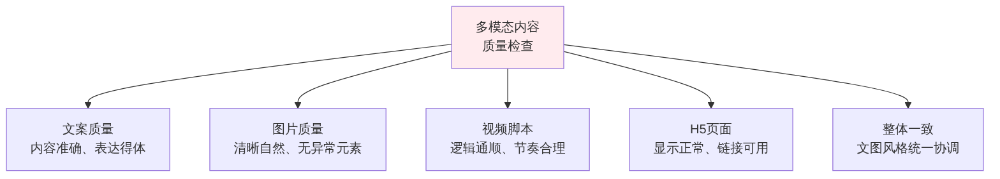 多模态内容
质量检查
文案质量
内容准确、表达得体
图片质量
清晰自然、无异常元素
视频脚本
逻辑通顺、节奏合理
H5页面
显示正常、链接可用
整体一致
文图风格统一协调